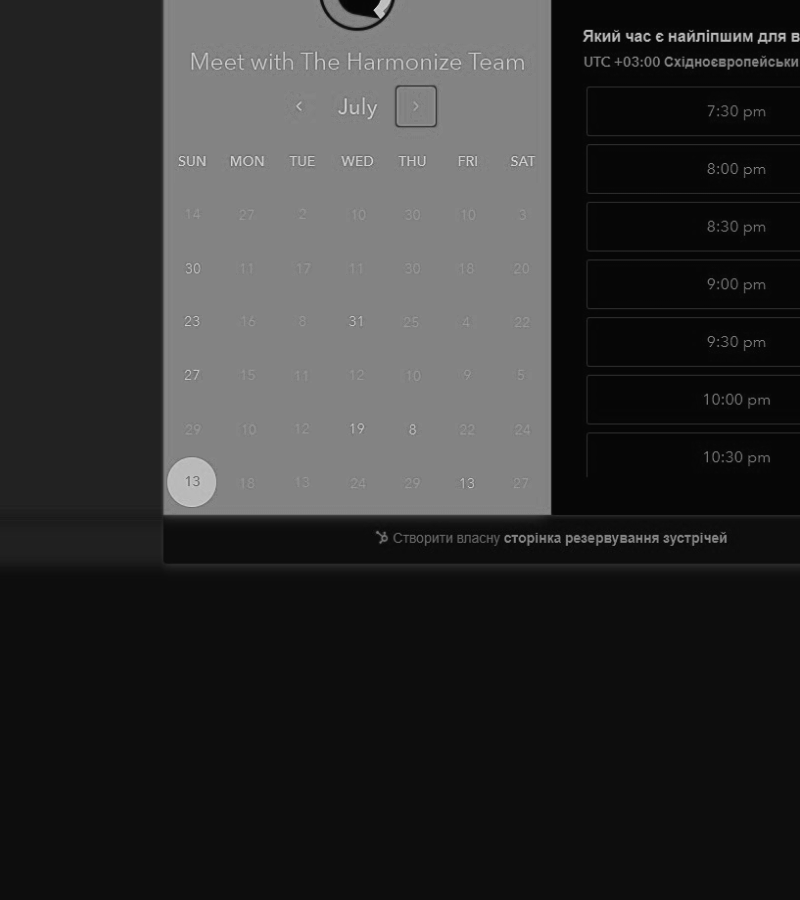 Meet with The Harmonize Team
July
SUN MON TUE WED THU FRI SAT
14 27 2 10 30 10 3
30 11 17 11 30 18 20
23 16 8 31 25 4 22
27 15 11 12 10 9 5
29 10 12 19 8 22 24
13 18 13 24 29 13 27
Який час є найліпшим для в
UTC +03:00 Східноєвропейськи
7:30 pm
8:00 pm
8:30 pm
9:00 pm
9:30 pm
10:00 pm
10:30 pm
Створити власну сторінка резервування зустрічей